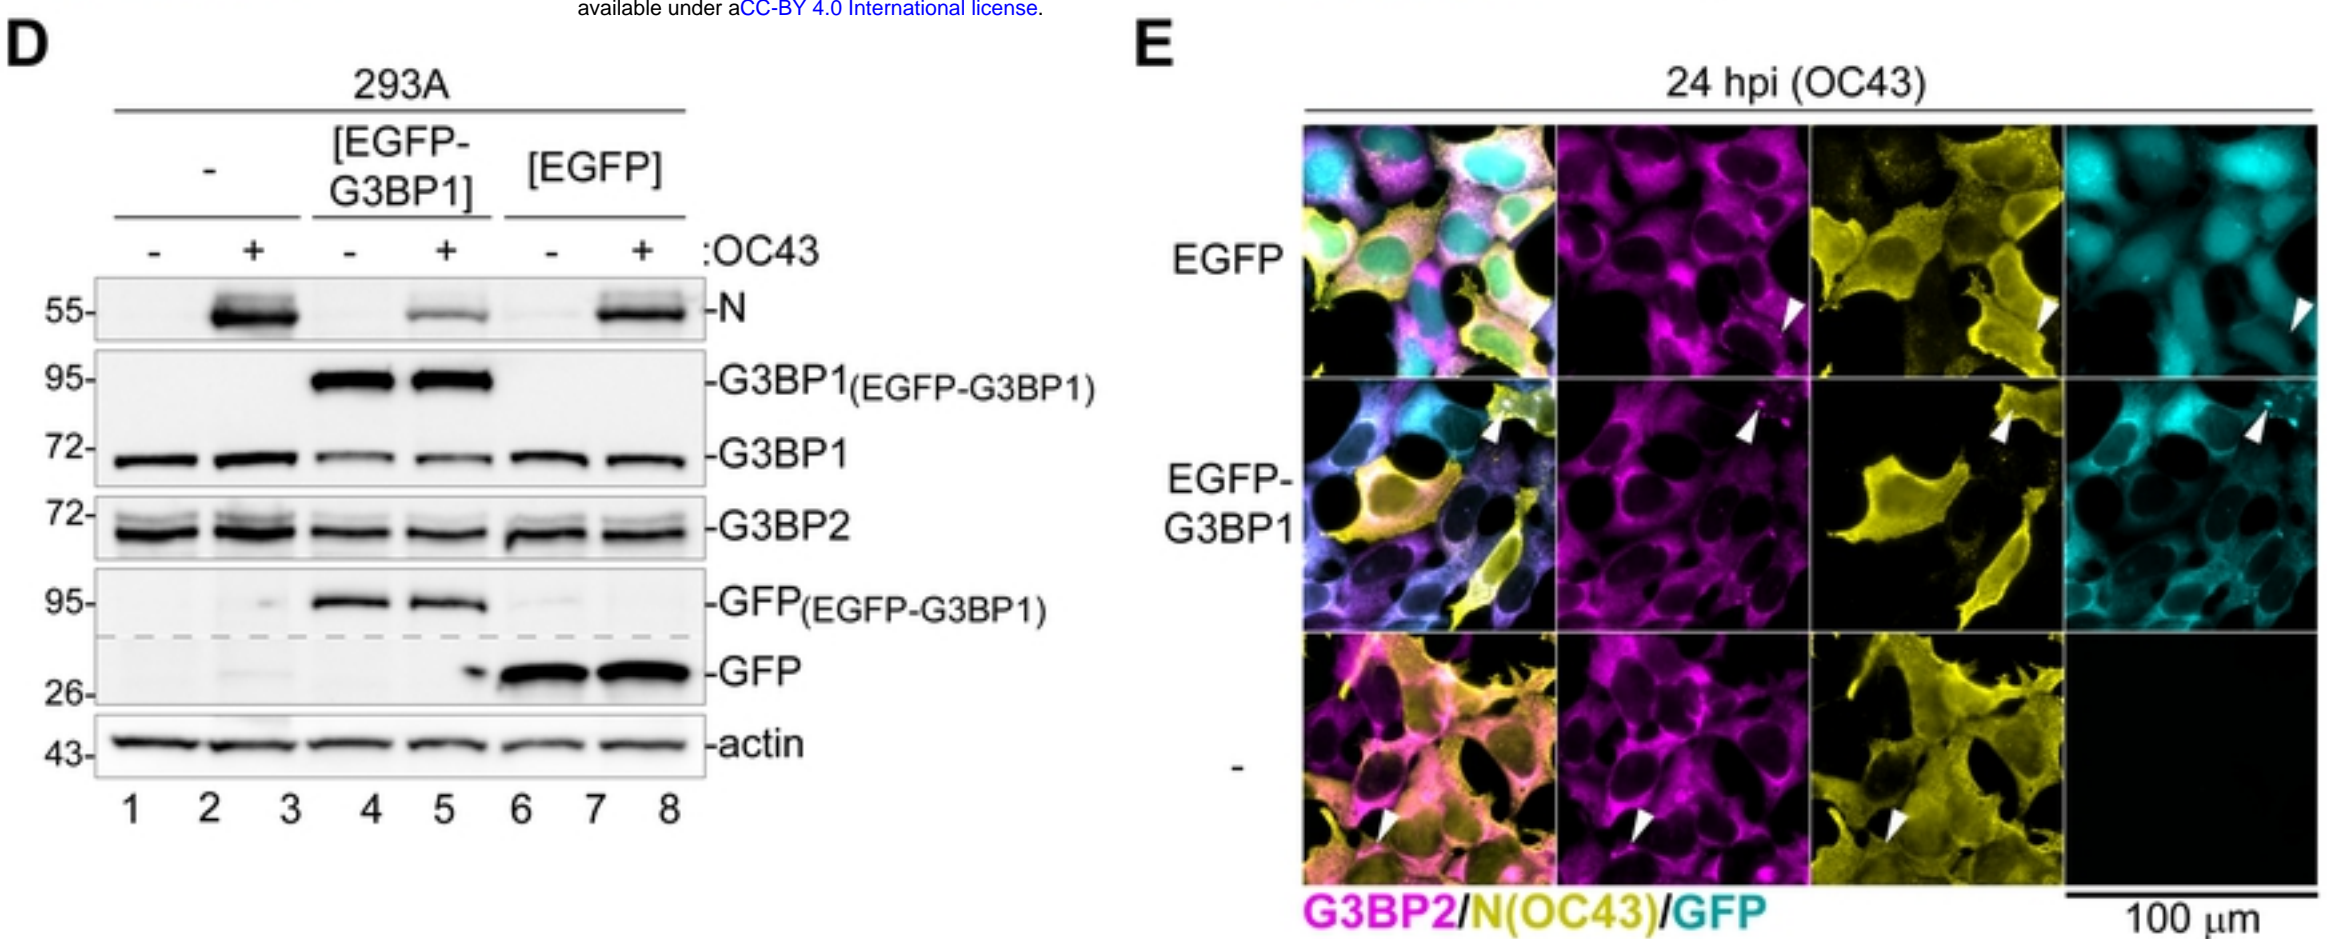 available under aCC-BY 4.0 International license.
D
293A
-
[EGFP-
G3BP1]
[EGFP]
- + - + - + :OC43
55- -N
95- -G3BP1(EGFP-G3BP1)
72- -G3BP1
72- -G3BP2
95- -GFP(EGFP-G3BP1)
26- -GFP
43- -actin
1 2 3 4 5 6 7 8
E
24 hpi (OC43)
EGFP
EGFP-
G3BP1
-
G3BP2/N(OC43)/GFP
100 μm